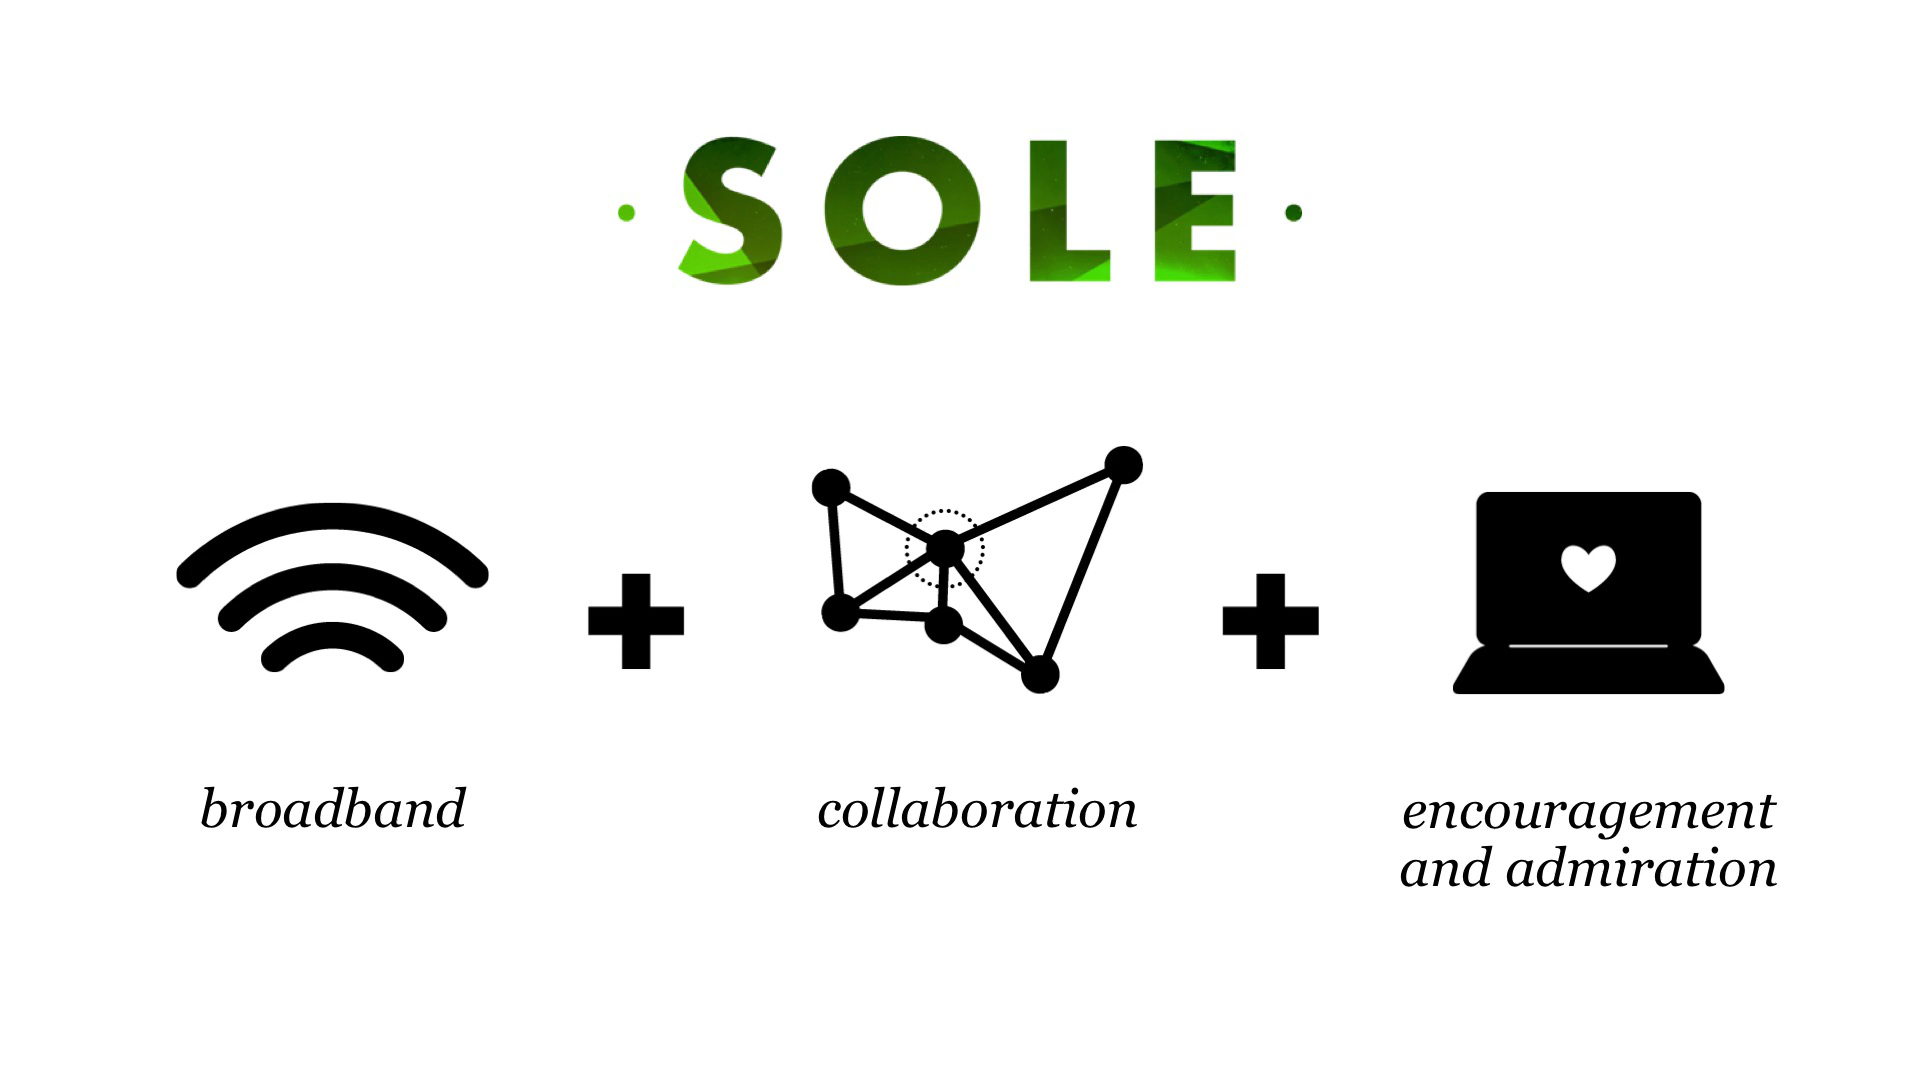 · SOLE ·
broadband
collaboration
encouragement
and admiration